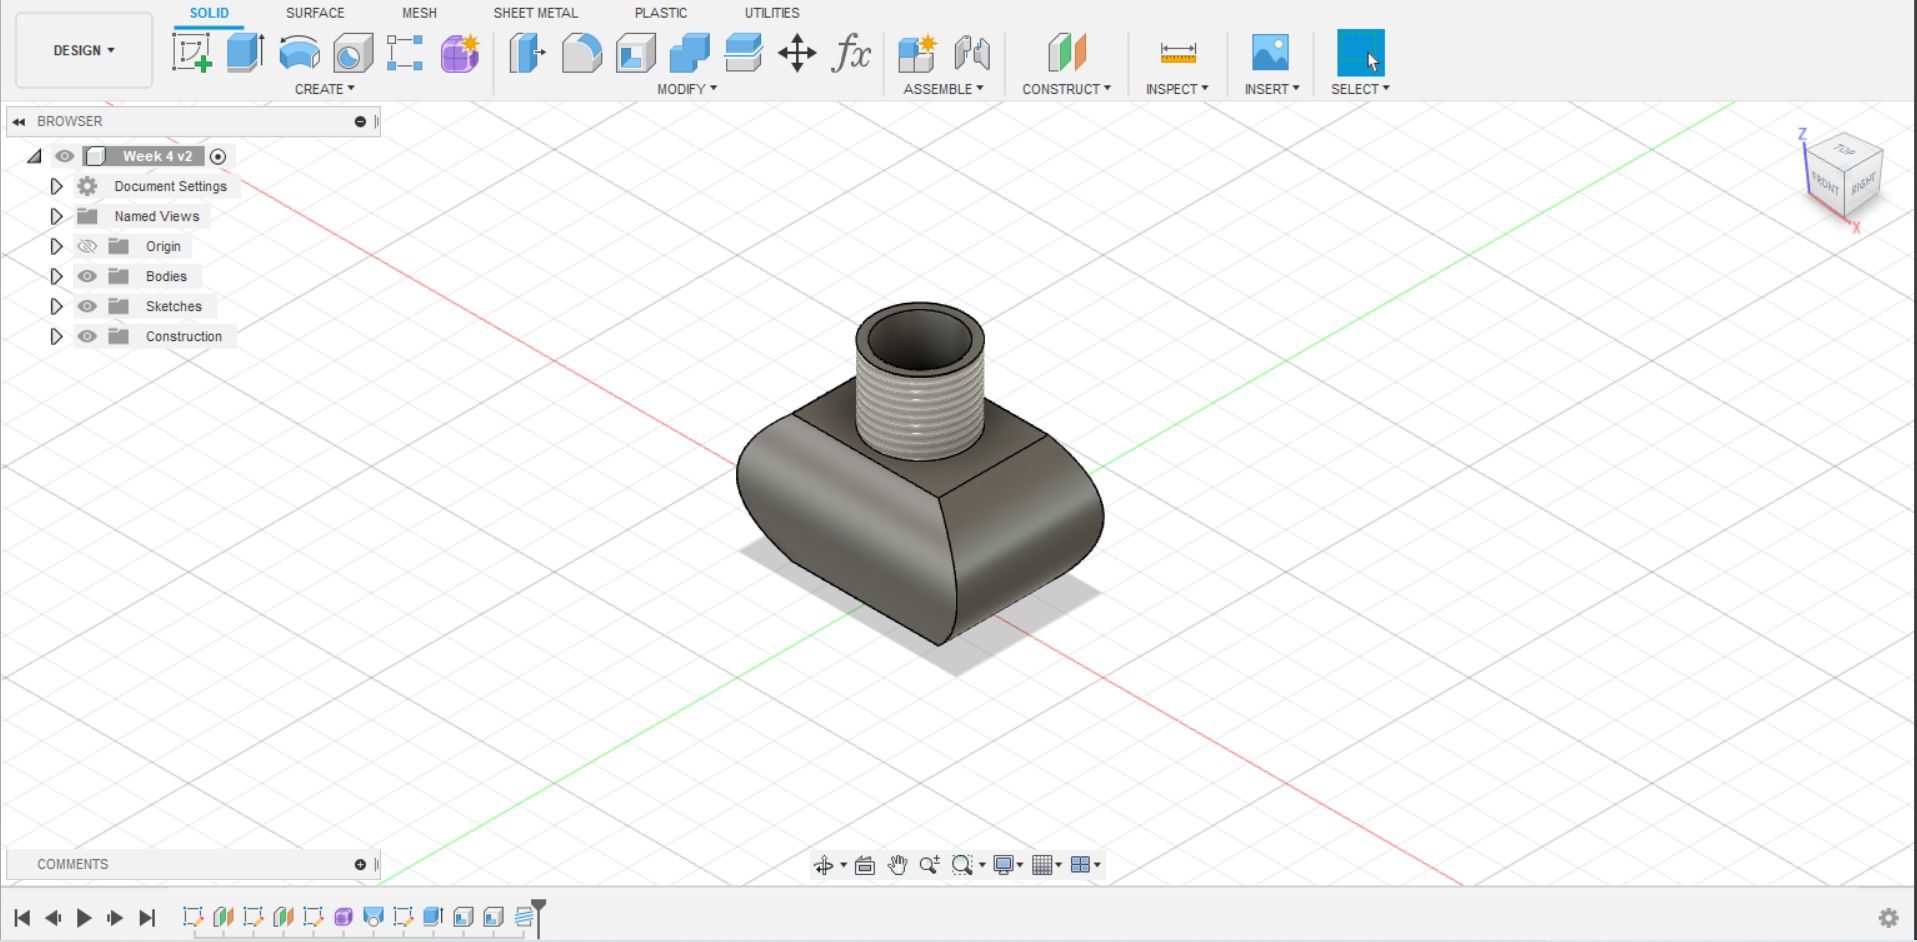 SOLID SURFACE MESH SHEET METAL PLASTIC UTILITIES
DESIGN
fx
CREATE MODIFY ASSEMBLE CONSTRUCT INSPECT INSERT SELECT
BROWSER
Week 4 v2
Document Settings
Named Views
Origin
Bodies
Sketches
Construction
Z
TOP
FRONT RIGHT
X
COMMENTS